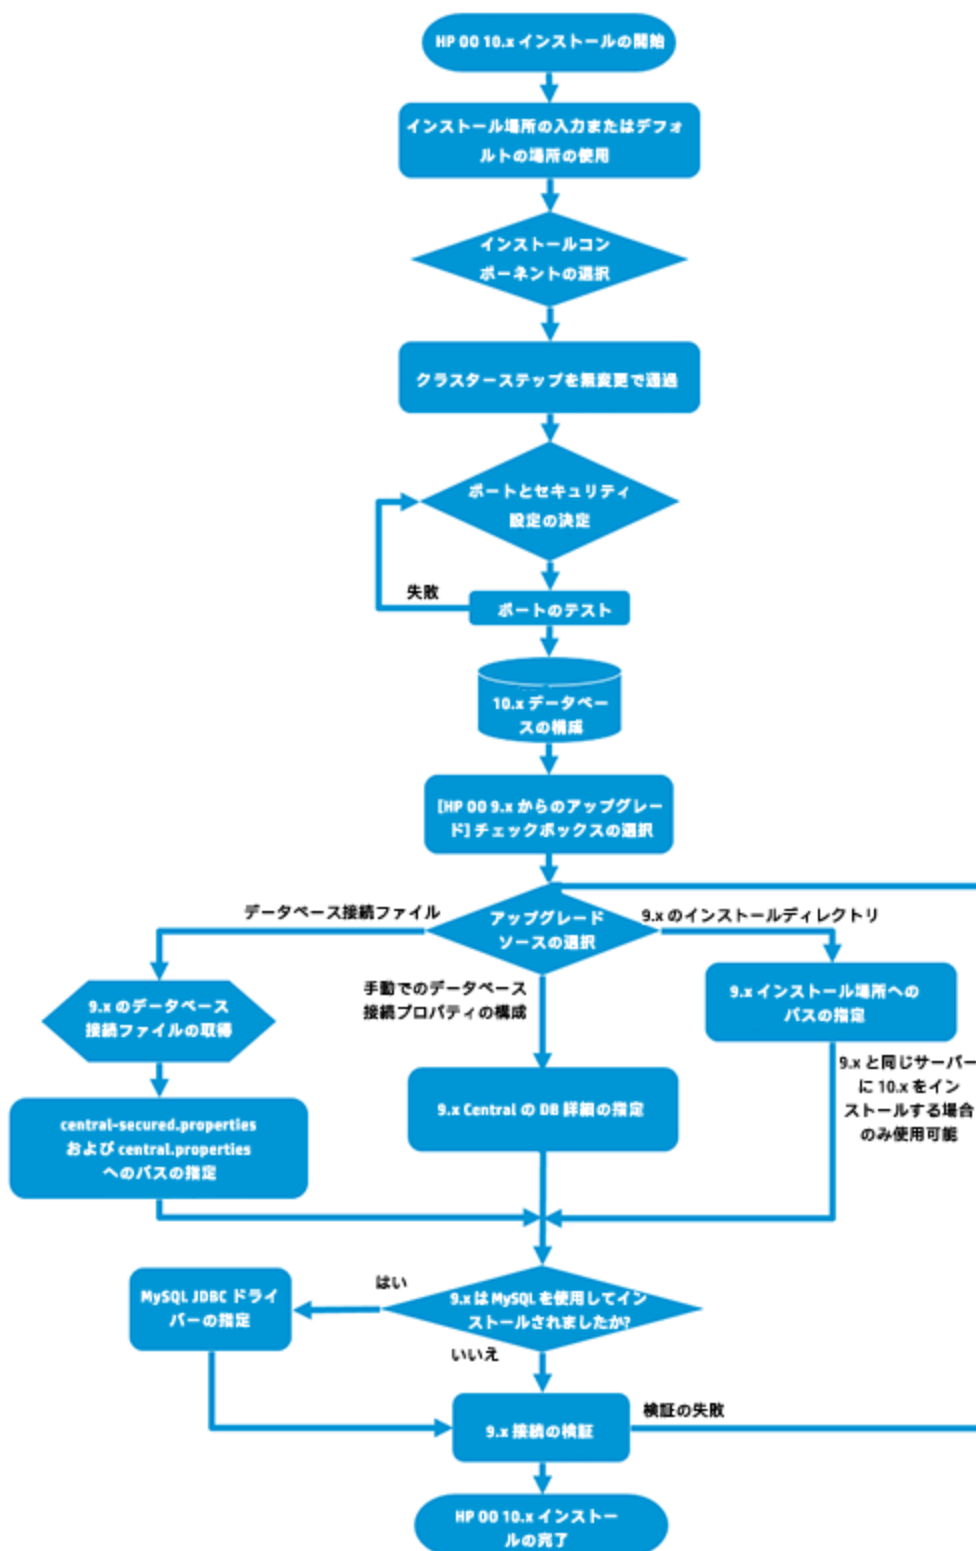 HP OO 10.x インストールの開始
インストール場所の入力またはデフォ
ルトの場所の使用
インストールコン
ポーネントの選択
クラスターステップを無変更で通過
ポートとセキュリティ
設定の決定
失敗
ポートのテスト
10.x データベー
スの構成
[HP OO 9.x からのアップグレー
ド] チェックボックスの選択
データベース接続ファイル
アップグレード
ソースの選択
9.x のインストールディレクトリ
手動でのデータベース
接続プロパティの構成
9.x のデータベース
接続ファイルの取得
9.x インストール場所への
パスの指定
9.x と同じサーバー
に 10.x をイン
ストールする場合
のみ使用可能
9.x Central の DB 詳細の指定
central-secured.properties
および central.properties
へのパスの指定
はい
MySQL JDBC ドライ
バーの指定
9.x は MySQL を使用してイン
ストールされましたか?
いいえ
9.x 接続の検証
検証の失敗
HP OO 10.x インストー
ルの完了